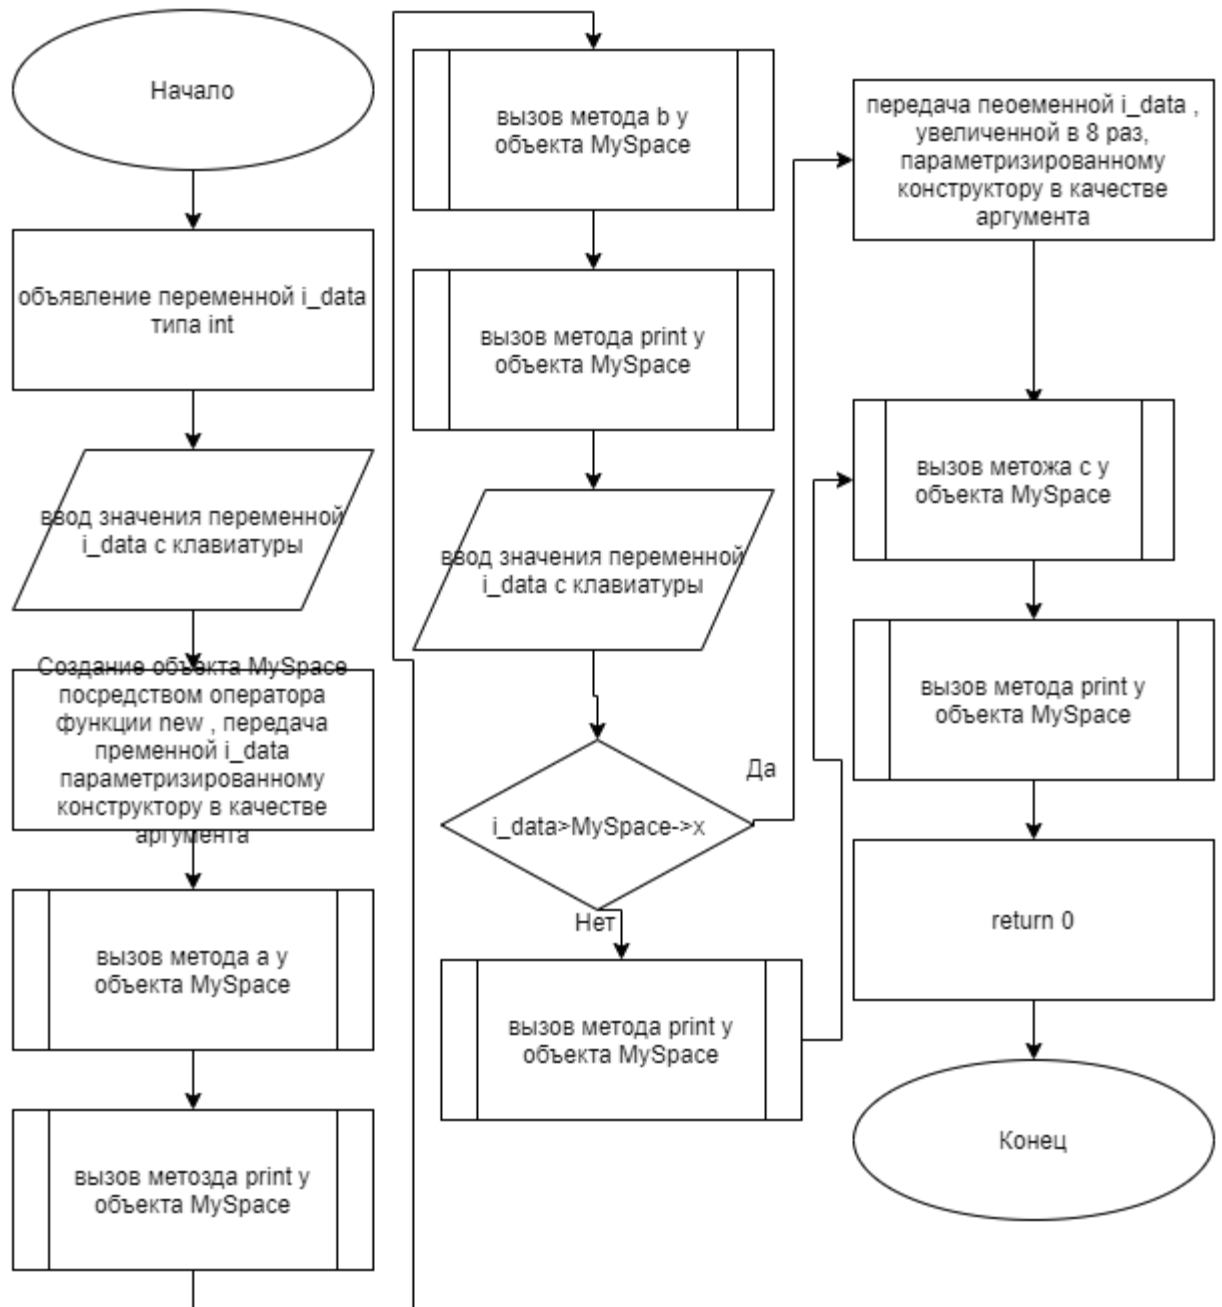 Начало
объявление переменной i_data
типа int
ввод значения переменной
i_data с клавиатуры
Создание объекта MySpace
посредством оператора
функции new , передача
пременной i_data
параметризированному
конструктору в качестве
аргумента
вызов метода a у
объекта MySpace
вызов метозда print у
объекта MySpace
вызов метода b у
объекта MySpace
вызов метода print у
объекта MySpace
ввод значения переменной
i_data с клавиатуры
i_data>MySpace->x
Да
Нет
вызов метода print у
объекта MySpace
передача пеоеменной i_data ,
увеличенной в 8 раз,
параметризированному
конструктору в качестве
аргумента
вызов метожа с у
объекта MySpace
вызов метода print у
объекта MySpace
return 0
Конец